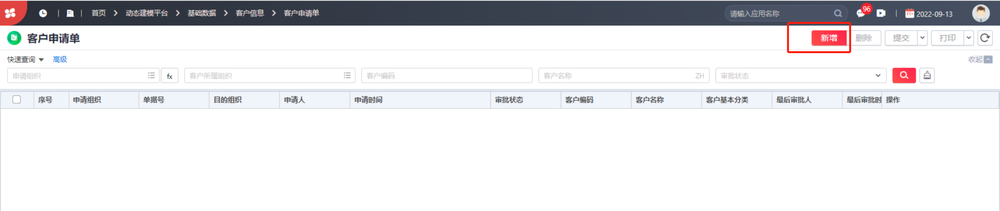 首页 动态建模平台 基础数据 客户信息 客户申请单 请输入应用名称 96 2022-09-13
客户申请单 新增 删除 提交 打印
快速查询 高级 收起
申请组织 fx 客户所属组织 客户编码 客户名称 ZH 审批状态
序号 申请组织 单据号 目的组织 申请人 申请时间 审批状态 客户编码 客户名称 客户基本分类 最后审批人 最后审批时 操作